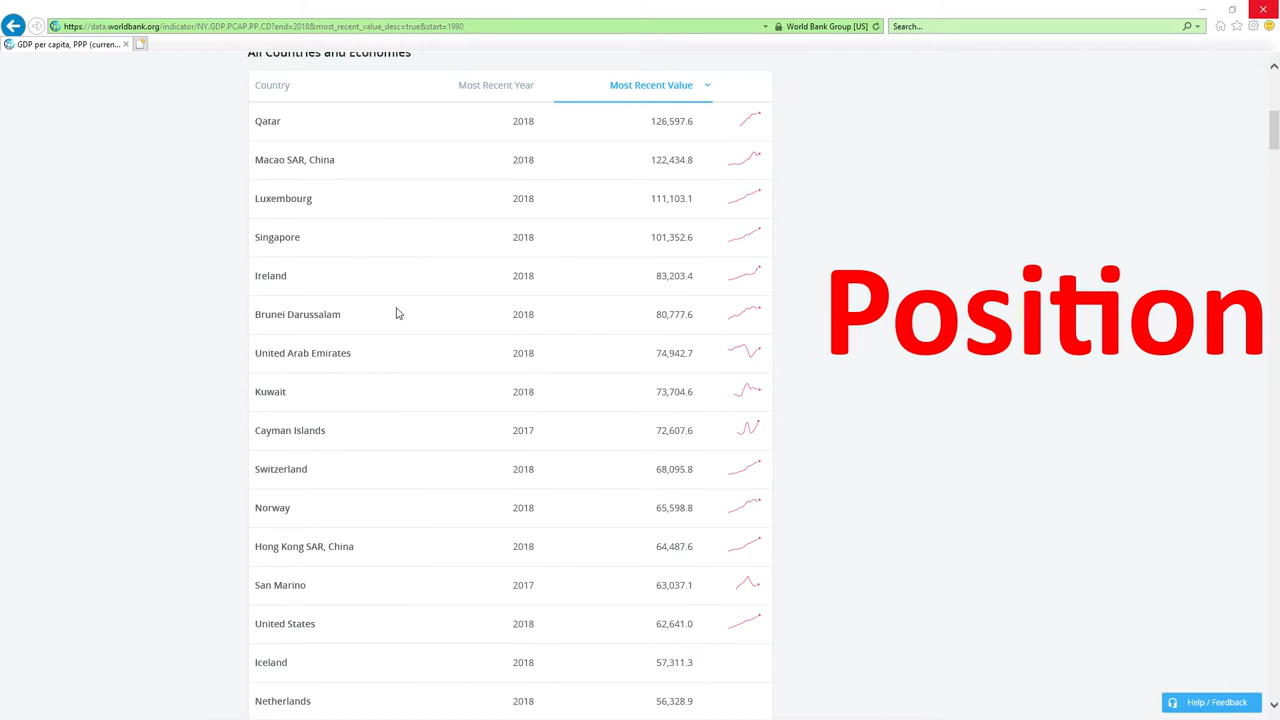 https://data.worldbank.org/indicator/NY.GDP.PCAP.PP.CD?end=2018&most_recent_value_desc=true&start=1990
World Bank Group [US]
Search...
GDP per capita, PPP (curren...
All Countries and Economies
Country Most Recent Year Most Recent Value
Qatar 2018 126,597.6
Macao SAR, China 2018 122,434.8
Luxembourg 2018 111,103.1
Singapore 2018 101,352.6
Ireland 2018 83,203.4
Brunei Darussalam 2018 80,777.6
United Arab Emirates 2018 74,942.7
Kuwait 2018 73,704.6
Cayman Islands 2017 72,607.6
Switzerland 2018 68,095.8
Norway 2018 65,598.8
Hong Kong SAR, China 2018 64,487.6
San Marino 2017 63,037.1
United States 2018 62,641.0
Iceland 2018 57,311.3
Netherlands 2018 56,328.9
Position
Help / Feedback